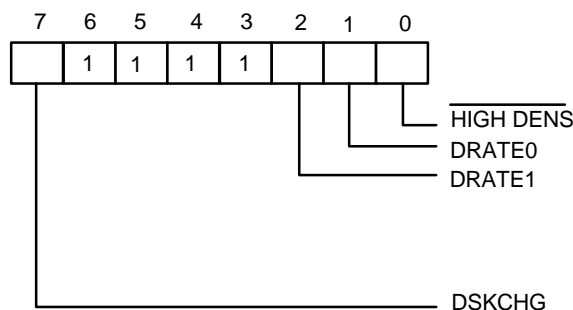 7 6 5 4 3 2 1 0
1 1 1 1
HIGH DENS
DRATE0
DRATE1
DSKCHG